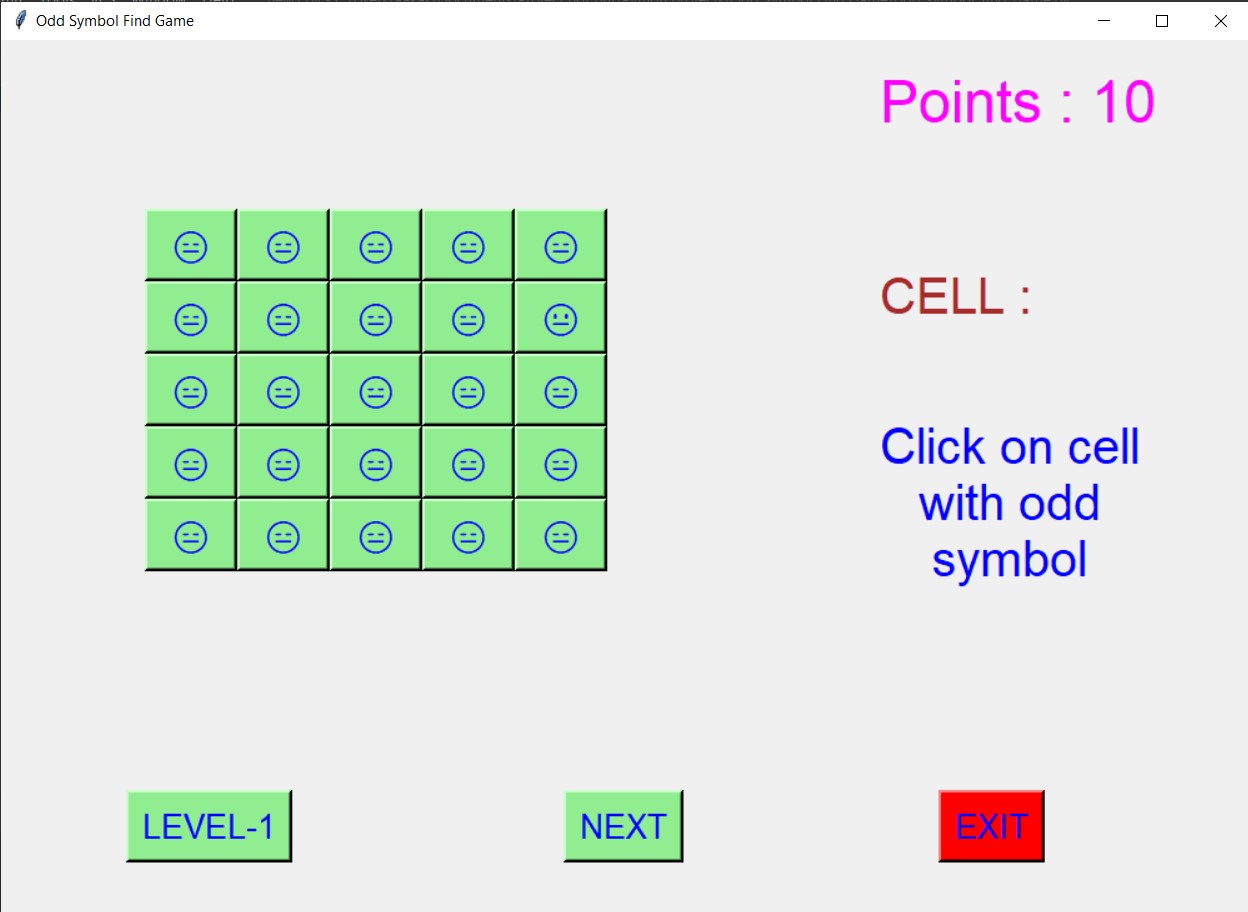 Odd Symbol Find Game
Points : 10
CELL :
Click on cell
with odd
symbol
LEVEL-1
NEXT
EXIT